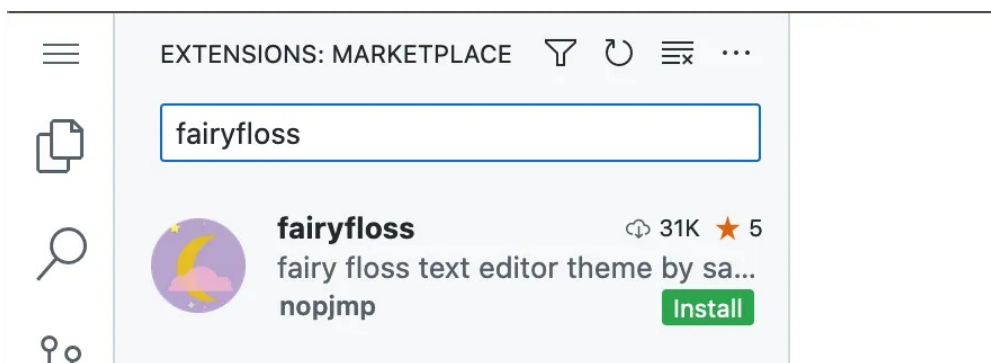 EXTENSIONS: MARKETPLACE
fairyfloss
fairyfloss 31K 5
fairy floss text editor theme by sa...
nopjmp Install